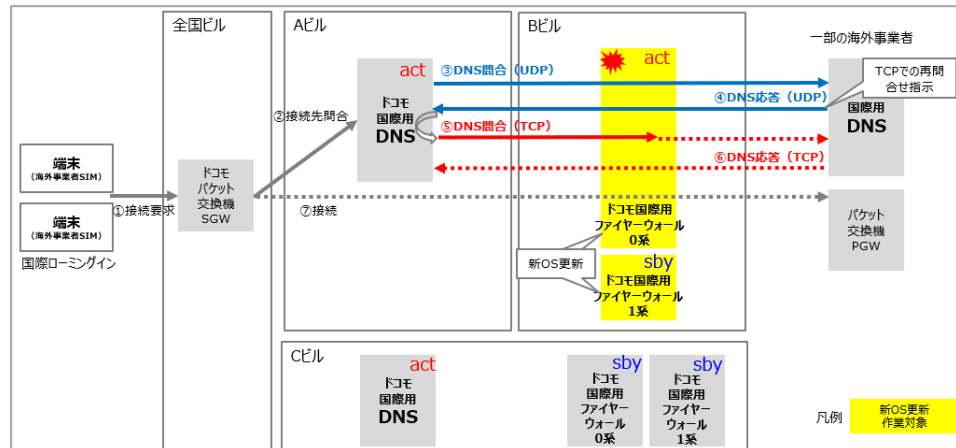 全国ビル
Aビル
Bビル
一部の海外事業者
act
ドコモ
国際用
DNS
③DNS問合（UDP）
④DNS応答（UDP）
⑤DNS問合（TCP）
⑥DNS応答（TCP）
act
TCPでの再問
合せ指示
国際用
DNS
②接続先問合
端末
（海外事業者SIM）
端末
（海外事業者SIM）
国際ローミングイン
①接続要求
ドコモ
パケット
交換機
SGW
⑦接続
パケット
交換機
PGW
ドコモ国際用
ファイヤーウォール
0系
新OS更新
sby
ドコモ国際用
ファイヤーウォール
1系
Cビル
act
ドコモ
国際用
DNS
sby
ドコモ
国際用
ファイヤー
ウォール
0系
sby
ドコモ
国際用
ファイヤー
ウォール
1系
凡例
新OS更新
作業対象